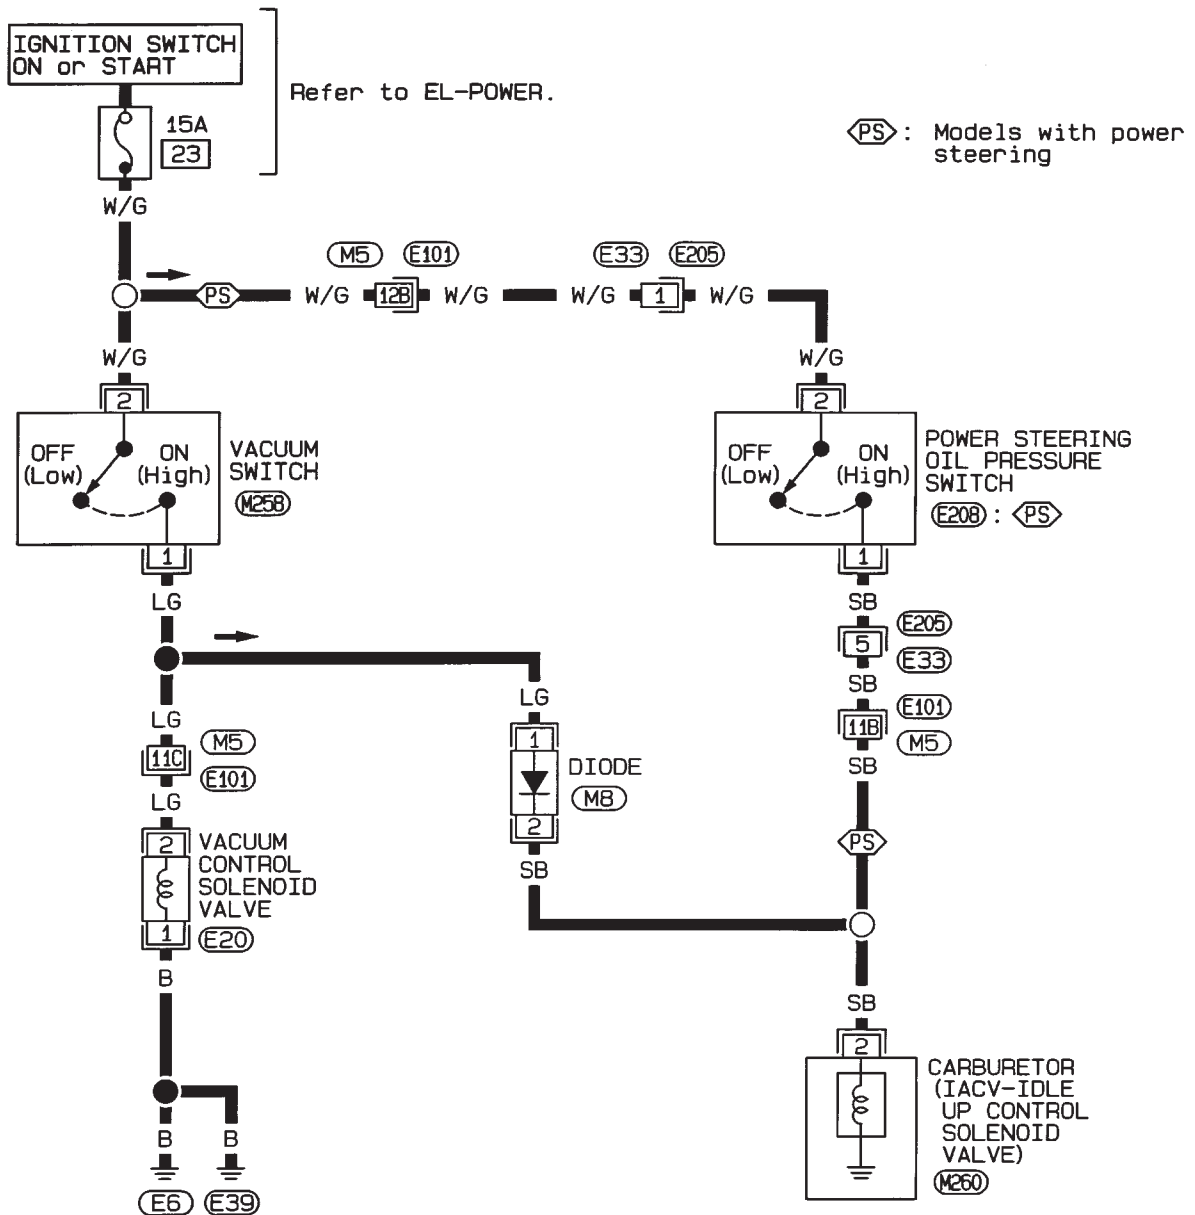 IGNITION SWITCH
ON or START
Refer to EL-POWER.
15A
23
PS : Models with power
steering
W/G
M5 E101
E33 E205
PS W/G 12B W/G W/G 1 W/G
W/G
W/G
2
2
OFF
(Low)
ON
(High)
VACUUM
SWITCH
M258
OFF
(Low)
ON
(High)
POWER STEERING
OIL PRESSURE
SWITCH
E208 : PS
1
1
LG
SB
5
E205
E33
SB
LG
LG
11B
E101
M5
SB
11C
M5
E101
1
DIODE
M8
2
LG
SB
PS
2
VACUUM
CONTROL
SOLENOID
VALVE
1
E20
B
SB
2
CARBURETOR
(IACV-IDLE
UP CONTROL
SOLENOID
VALVE)
M260
B
B
E6 E39